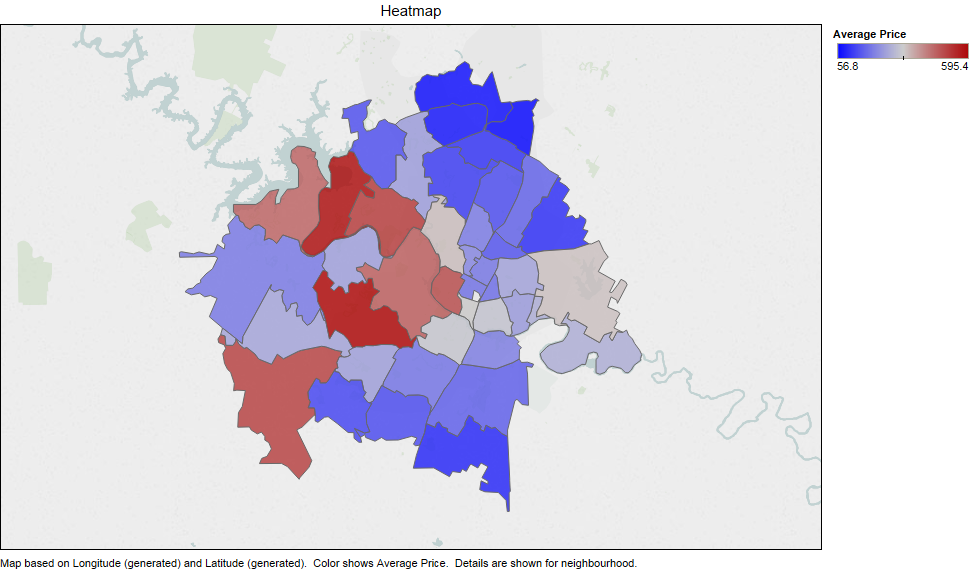 Heatmap
Average Price
56.8 595.4
Map based on Longitude (generated) and Latitude (generated). Color shows Average Price. Details are shown for neighbourhood.